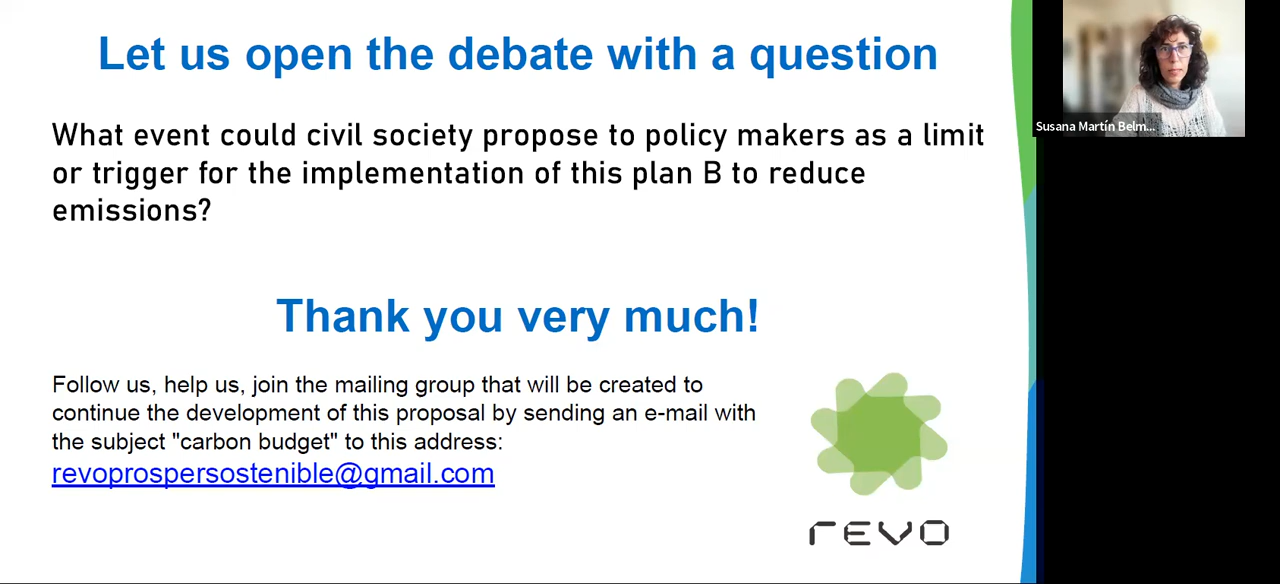 Let us open the debate with a question
What event could civil society propose to policy makers as a limit
or trigger for the implementation of this plan B to reduce
emissions?
Thank you very much!
Follow us, help us, join the mailing group that will be created to
continue the development of this proposal by sending an e-mail with
the subject "carbon budget" to this address:
revoprospersostenible@gmail.com
revo
Susana Martín Belm...